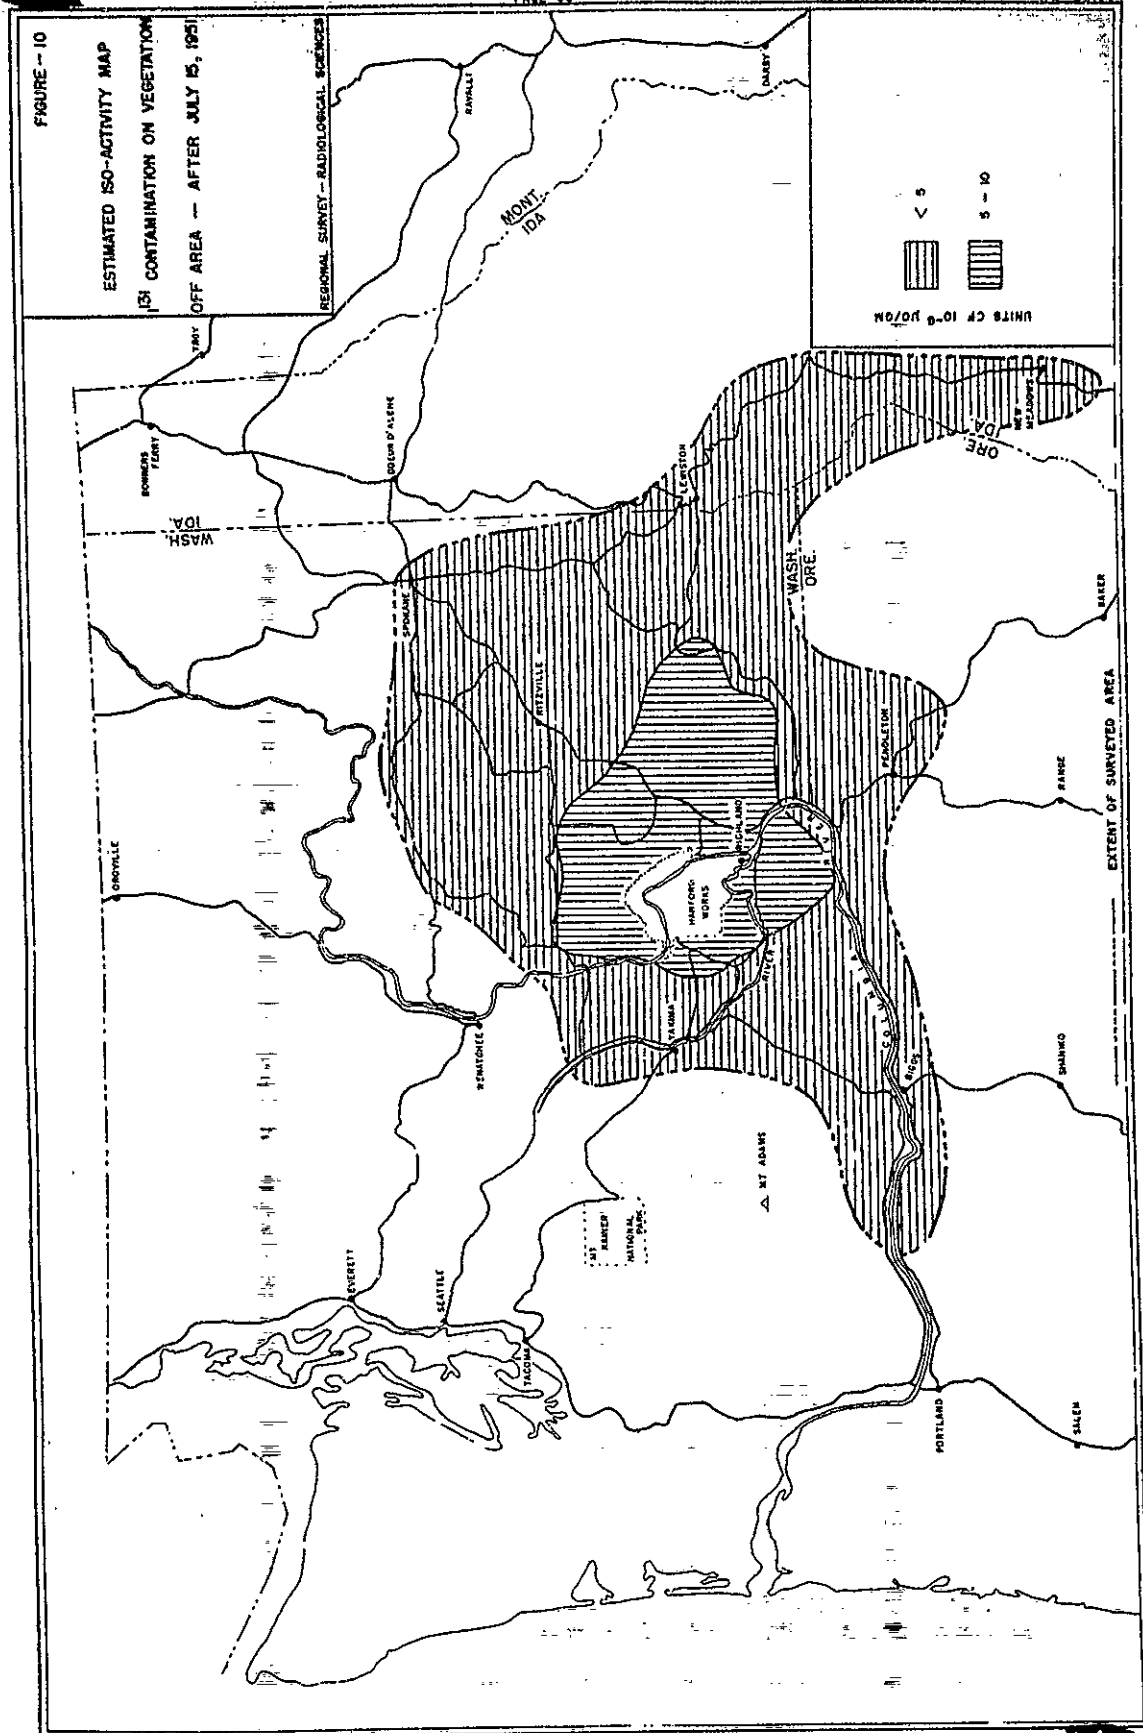 FIGURE - 10
ESTIMATED ISO-ACTIVITY MAP
I131 CONTAMINATION ON VEGETATION
OFF AREA — AFTER JULY 15, 1951
REGIONAL SURVEY - RADIOLOGICAL SCIENCES
OROVILLE
BONNERS
FERRY
TROY
WASH.
IDA.
MONT.
IDA
RAVALLI
DARBY
EVERETT
SEATTLE
TACOMA
WENATCHEE
SPOKANE
COEUR D'ALENE
RITZVILLE
MT
RANIER
NATIONAL
PARK
YAKIMA
HANFORD
WORKS
RICHLAND
LEWISTON
MT ADAMS
RIVER
WASH.
ORE.
COLUMBIA
RIVER
PORTLAND
BIGGS
PENDLETON
ORE.
IDA.
NEW
MEADOWS
SALEM
SHANIKO
RANGE
BAKER
EXTENT OF SURVEYED AREA
UNITS OF 10-6 µC/GM
< 5
5 - 10